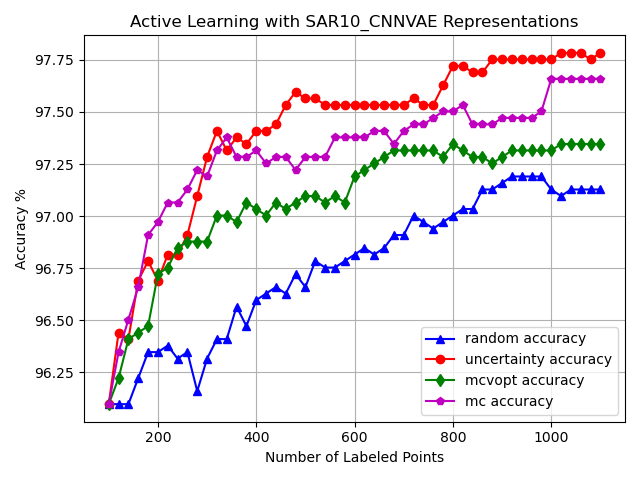 Active Learning with SAR10_CNNVAE Representations
Accuracy %
97.75
97.50
97.25
97.00
96.75
96.50
96.25
random accuracy
uncertainty accuracy
mcvopt accuracy
mc accuracy
200 400 600 800 1000
Number of Labeled Points